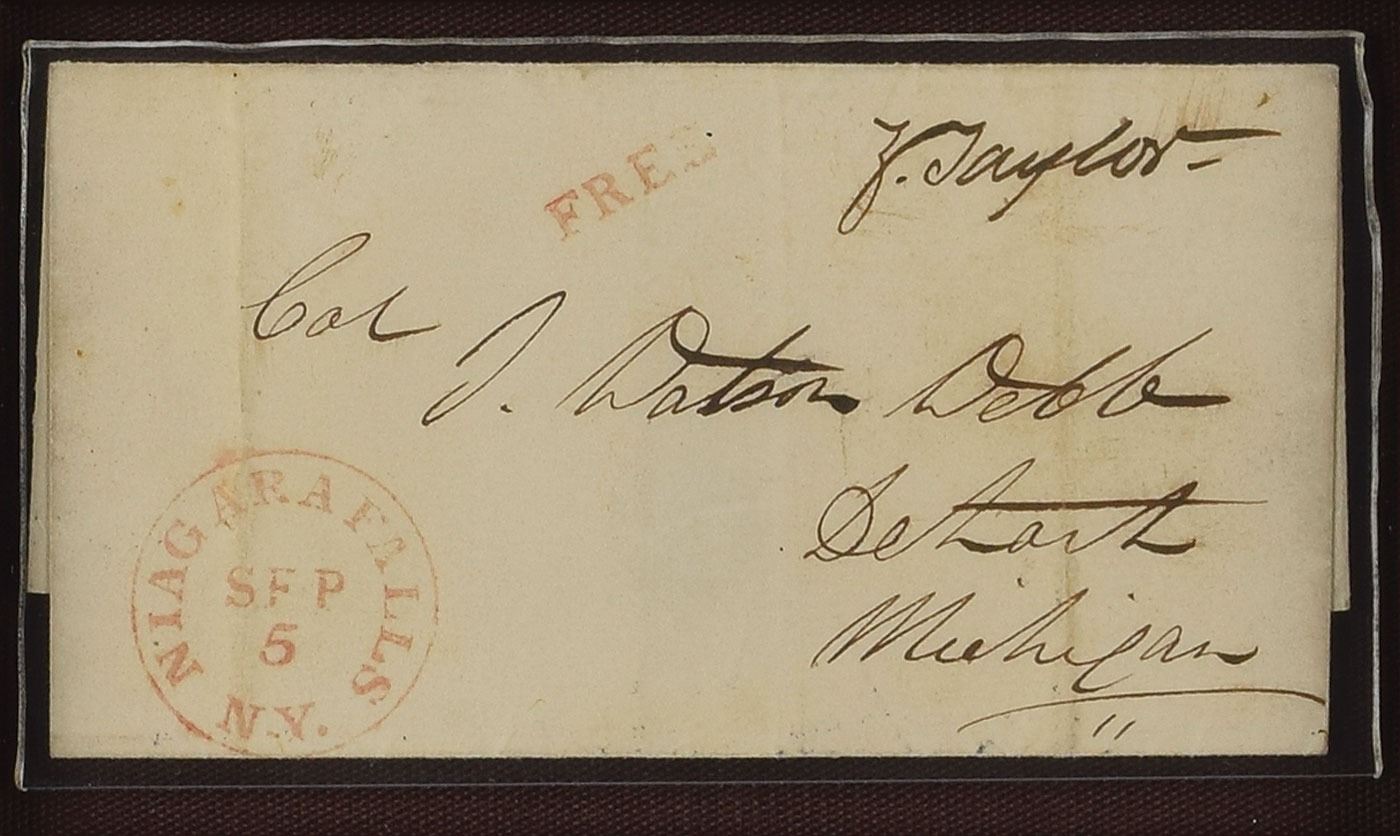 Z. Taylor
FREE
Col
J. Watson Webb
Detroit
Michigan
NIAGARA FALLS
SEP
5
N.Y.